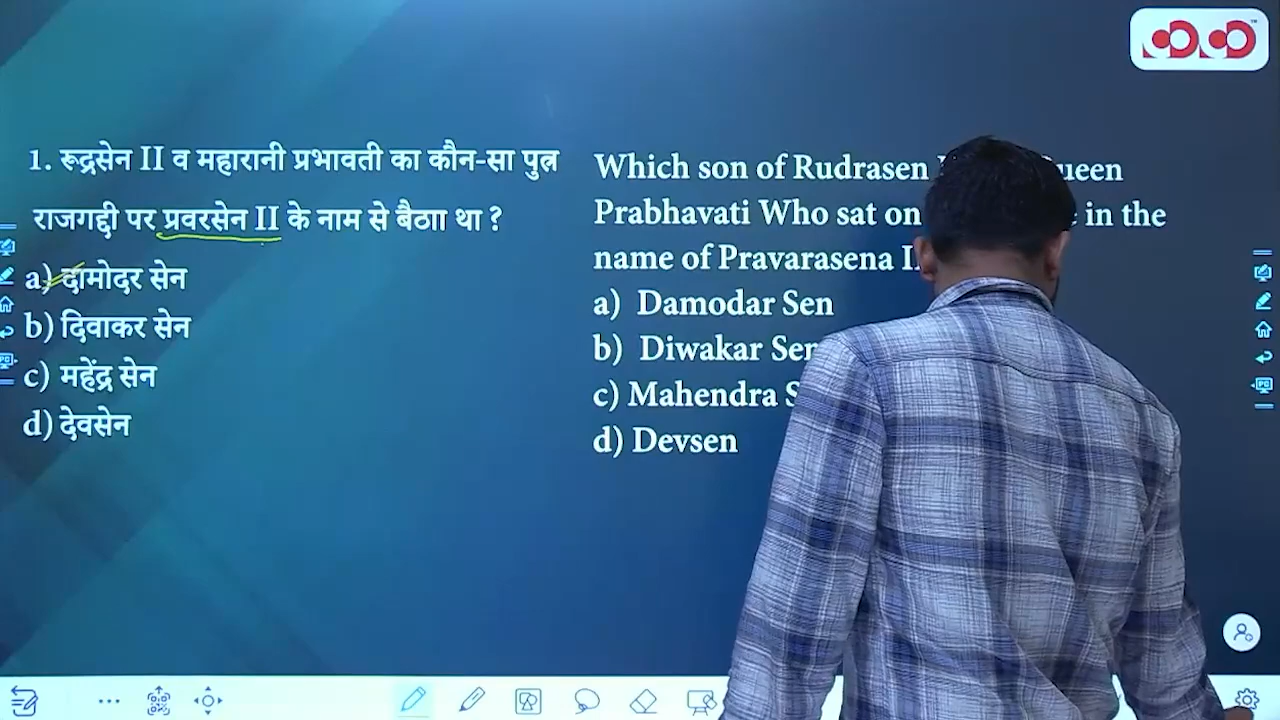 1. रूद्रसेन II व महारानी प्रभावती का कौन-सा पुत्र
राजगद्दी पर प्रवरसेन II के नाम से बैठाा था ?
a) दामोदर सेन
b) दिवाकर सेन
c) महेंद्र सेन
d) देवसेन
Which son of Rudrasen
Prabhavati Who sat on in the
name of Pravarasena
a) Damodar Sen
b) Diwakar
c) Mahendra
d) Devsen